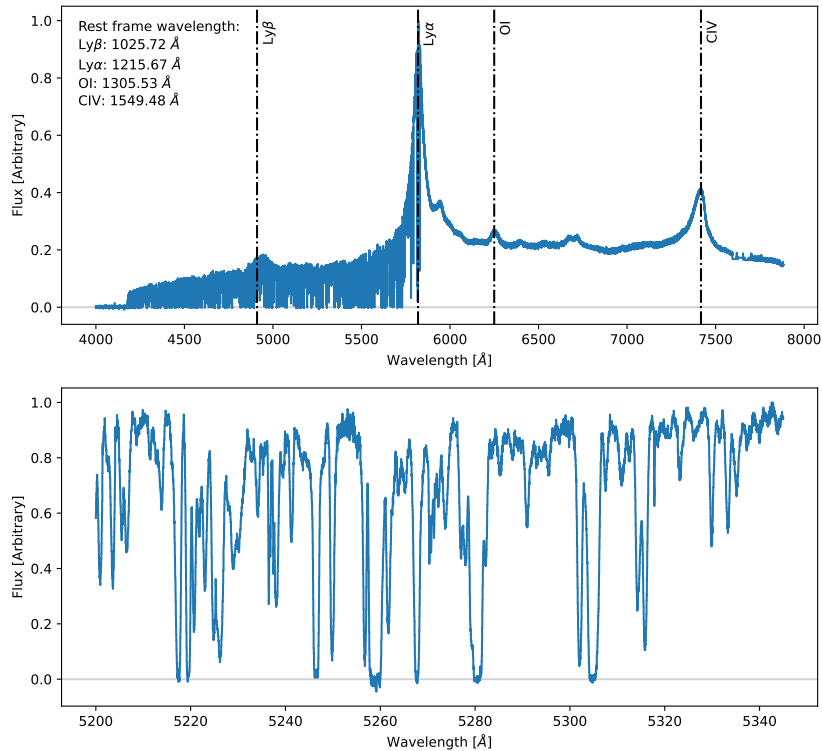 Rest frame wavelength:
Lyβ: 1025.72 Å
Lyα: 1215.67 Å
OI: 1305.53 Å
CIV: 1549.48 Å
Lyβ
Lyα
OI
CIV
Flux [Arbitrary]
1.0
0.8
0.6
0.4
0.2
0.0
4000 4500 5000 5500 6000 6500 7000 7500 8000
Wavelength [Å]
Flux [Arbitrary]
1.0
0.8
0.6
0.4
0.2
0.0
5200 5220 5240 5260 5280 5300 5320 5340
Wavelength [Å]